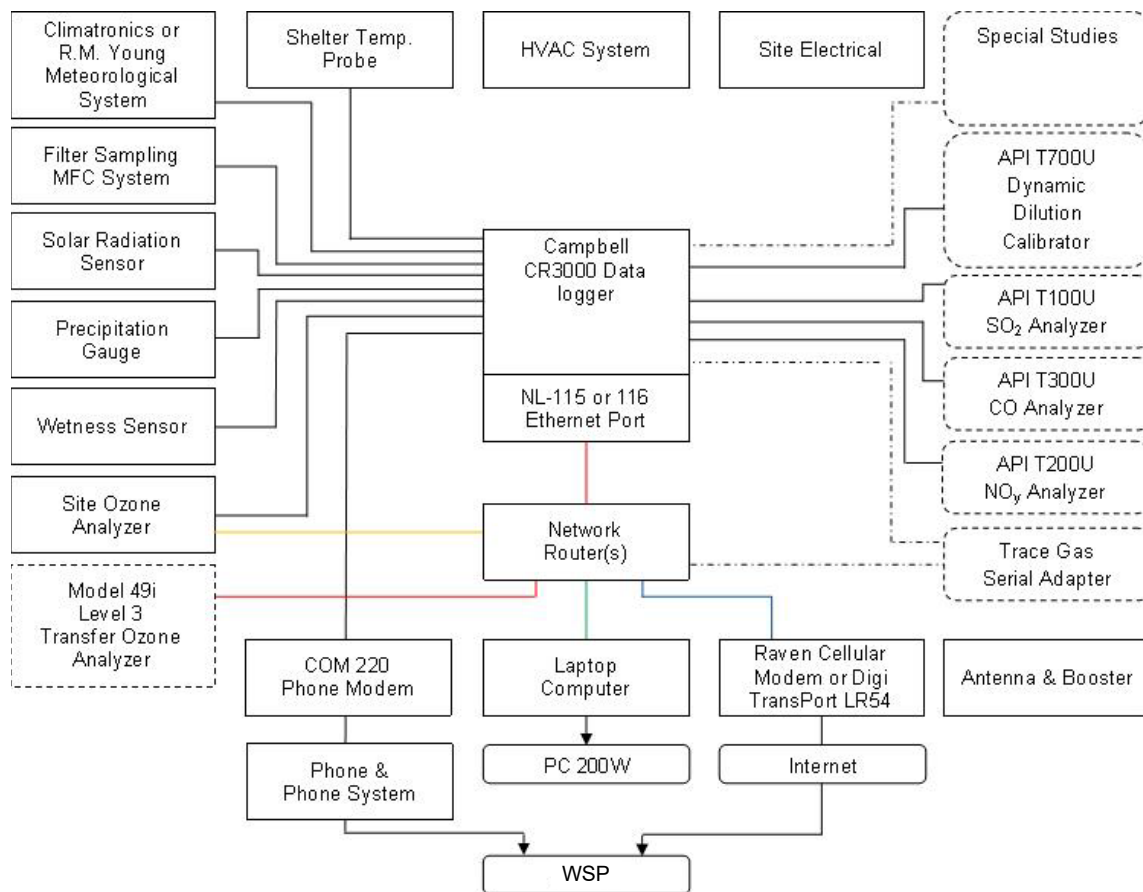 Climatronics or
R.M. Young
Meteorological
System
Shelter Temp.
Probe
HVAC System
Site Electrical
Special Studies
Filter Sampling
MFC System
API T700U
Dynamic
Dilution
Calibrator
Solar Radiation
Sensor
Campbell
CR3000 Data
logger
Precipitation
Gauge
API T100U
SO₂ Analyzer
NL-115 or 116
Ethernet Port
API T300U
CO Analyzer
Wetness Sensor
API T200U
NOᵧ Analyzer
Site Ozone
Analyzer
Network
Router(s)
Trace Gas
Serial Adapter
Model 49i
Level 3
Transfer Ozone
Analyzer
COM 220
Phone Modem
Laptop
Computer
Raven Cellular
Modem or Digi
TransPort LR54
Antenna & Booster
Phone &
Phone System
PC 200W
Internet
WSP